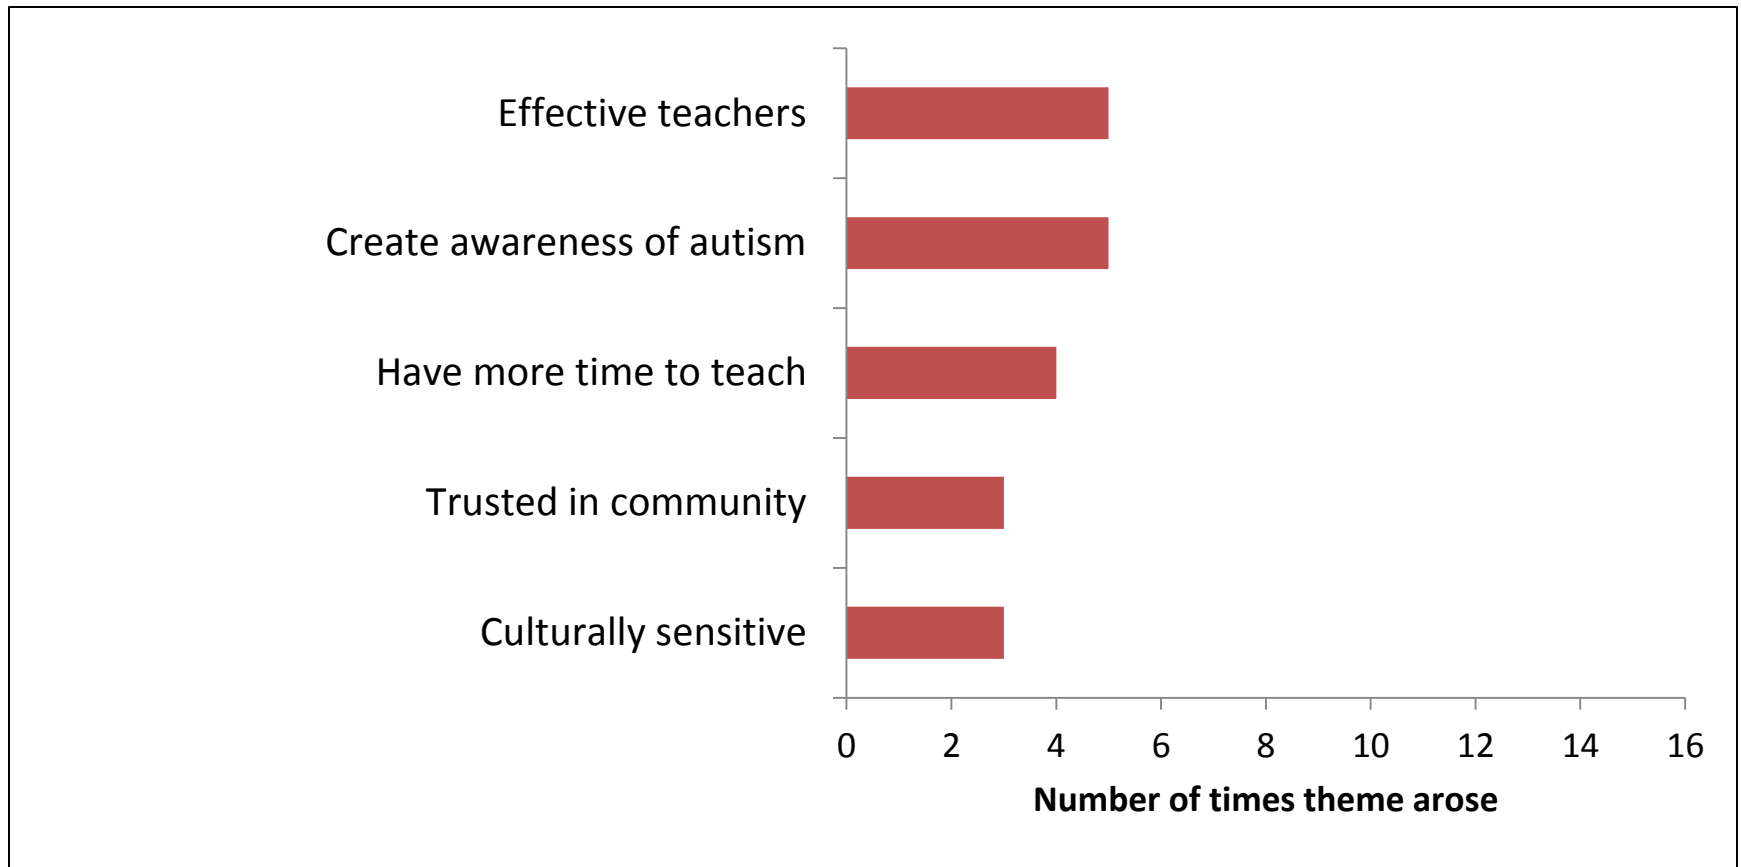 Effective teachers
Create awareness of autism
Have more time to teach
Trusted in community
Culturally sensitive
0 2 4 6 8 10 12 14 16
Number of times theme arose